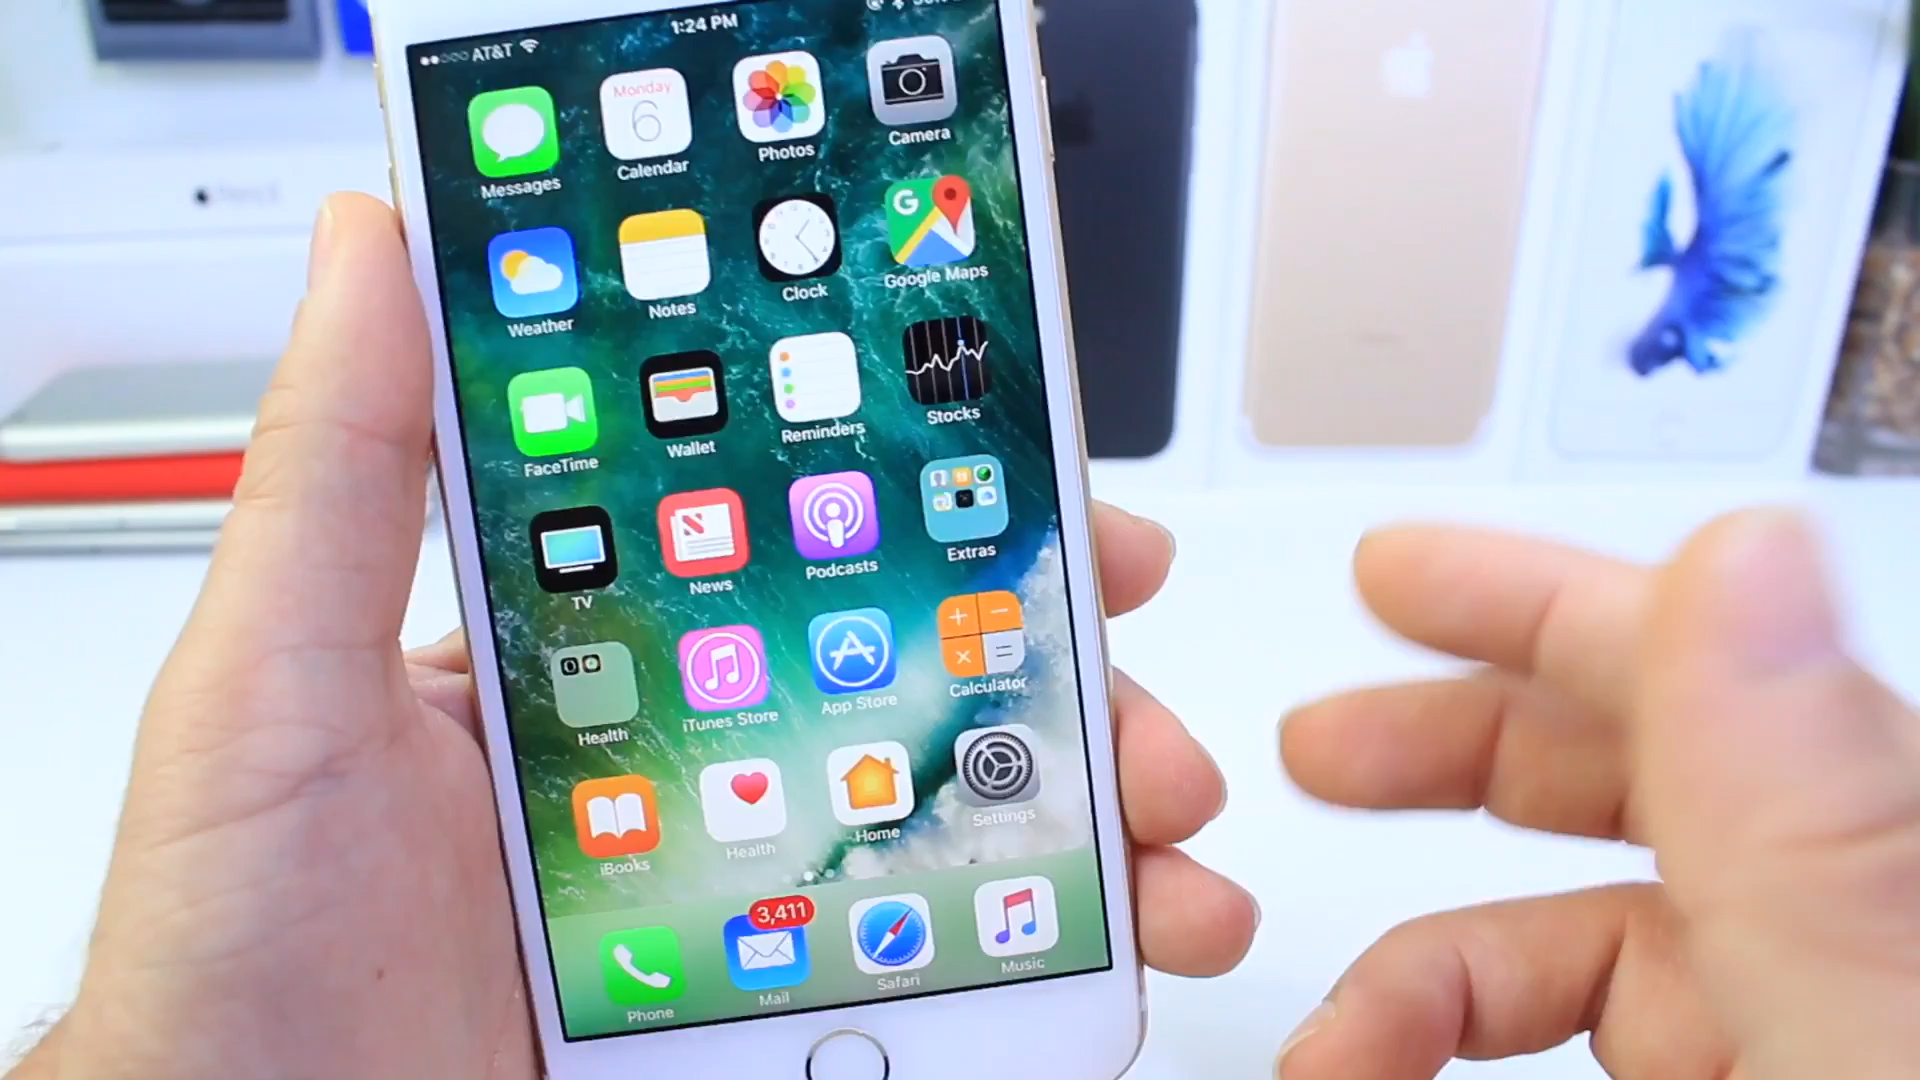 AT&T 1:24 PM
Monday
6
Messages Calendar Photos Camera
G
Weather Notes Clock Google Maps
FaceTime Wallet Reminders Stocks
TV News Podcasts Extras
Health iTunes Store App Store Calculator
iBooks Health Home Settings
3,411
Phone Mail Safari Music